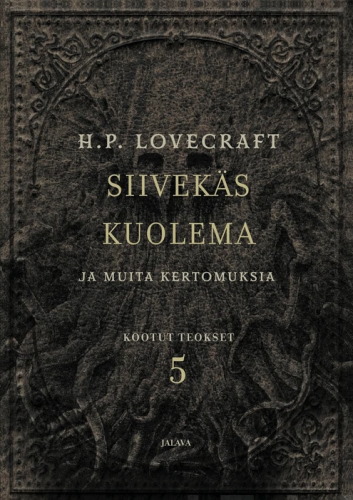 H.P. LOVECRAFT
SIIVEKÄS
KUOLEMA
JA MUITA KERTOMUKSIA
KOOTUT TEOKSET
5
JALAVA